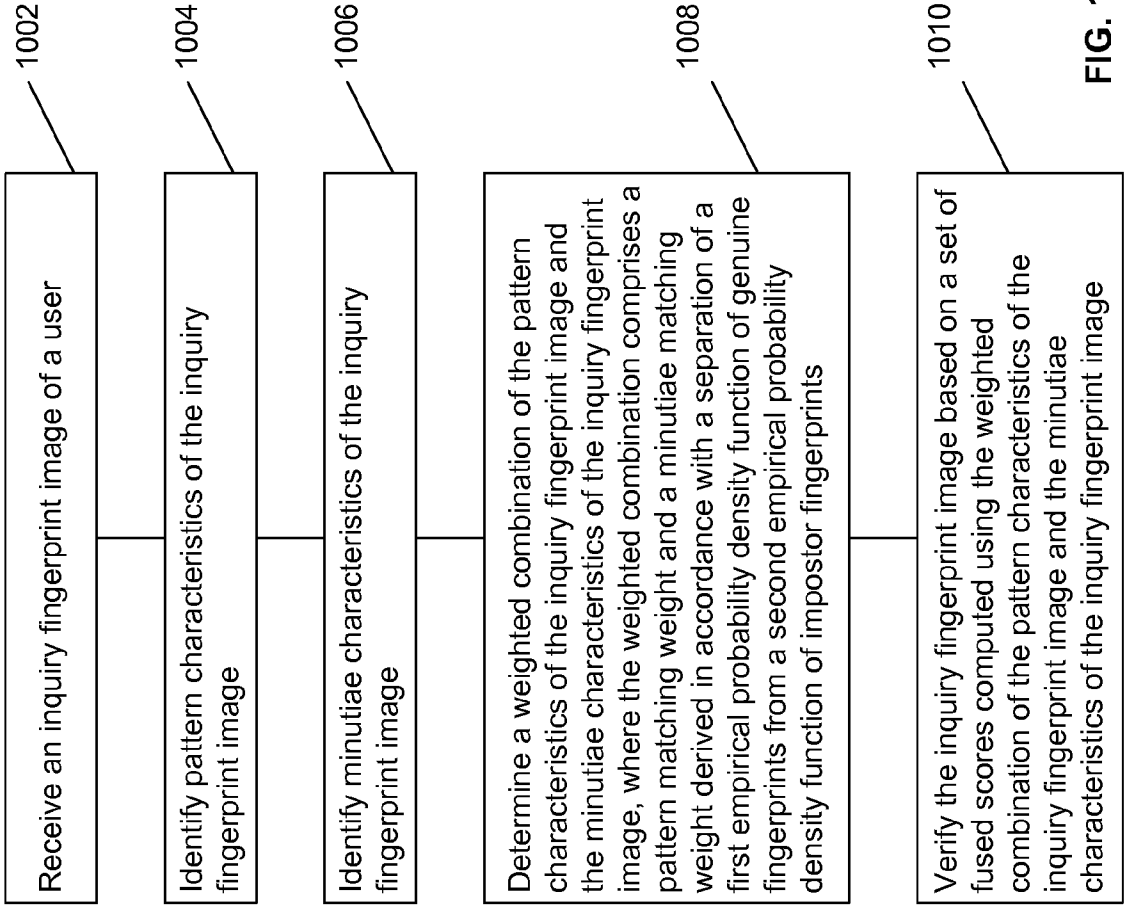 Receive an inquiry fingerprint image of a user
1002
Identify pattern characteristics of the inquiry
fingerprint image
1004
Identify minutiae characteristics of the inquiry
fingerprint image
1006
Determine a weighted combination of the pattern
characteristics of the inquiry fingerprint image and
the minutiae characteristics of the inquiry fingerprint
image, where the weighted combination comprises a
pattern matching weight and a minutiae matching
weight derived in accordance with a separation of a
first empirical probability density function of genuine
fingerprints from a second empirical probability
density function of impostor fingerprints
1008
Verify the inquiry fingerprint image based on a set of
fused scores computed using the weighted
combination of the pattern characteristics of the
inquiry fingerprint image and the minutiae
characteristics of the inquiry fingerprint image
1010
FIG.